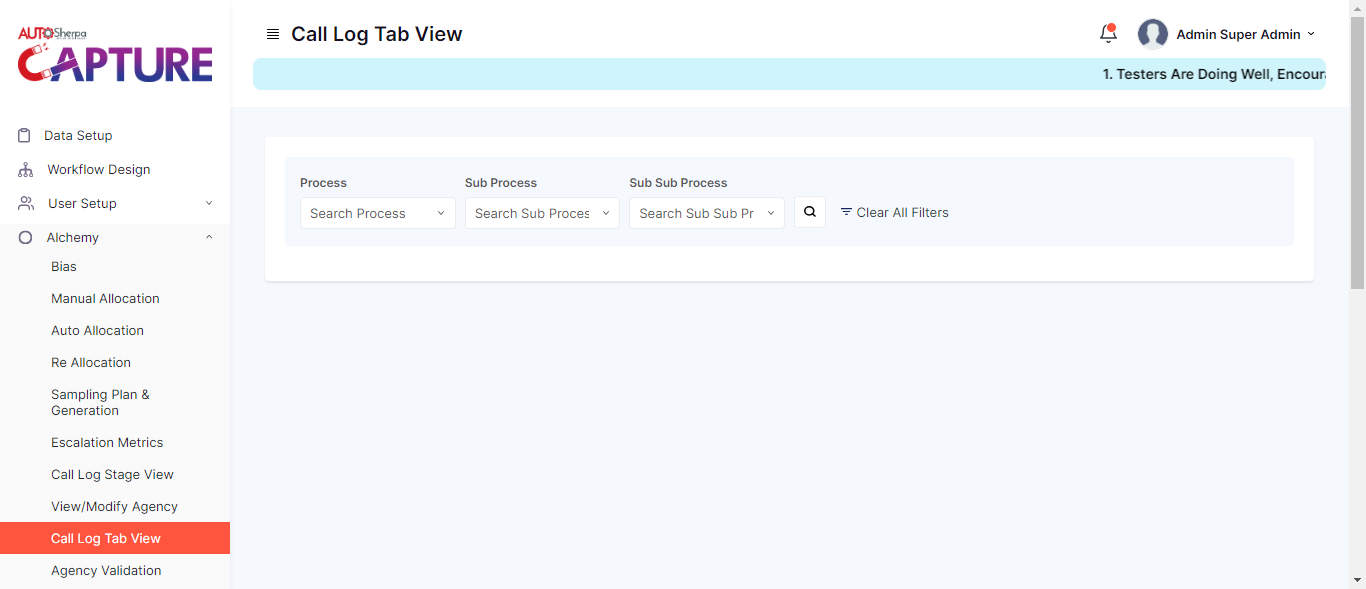 AUTOSherpa
CAPTURE
Data Setup
Workflow Design
User Setup
Alchemy
Bias
Manual Allocation
Auto Allocation
Re Allocation
Sampling Plan &
Generation
Escalation Metrics
Call Log Stage View
View/Modify Agency
Call Log Tab View
Agency Validation
Call Log Tab View
Admin Super Admin
1. Testers Are Doing Well, Encour
Process
Sub Process
Sub Sub Process
Search Process
Search Sub Proces
Search Sub Sub Pr
Clear All Filters